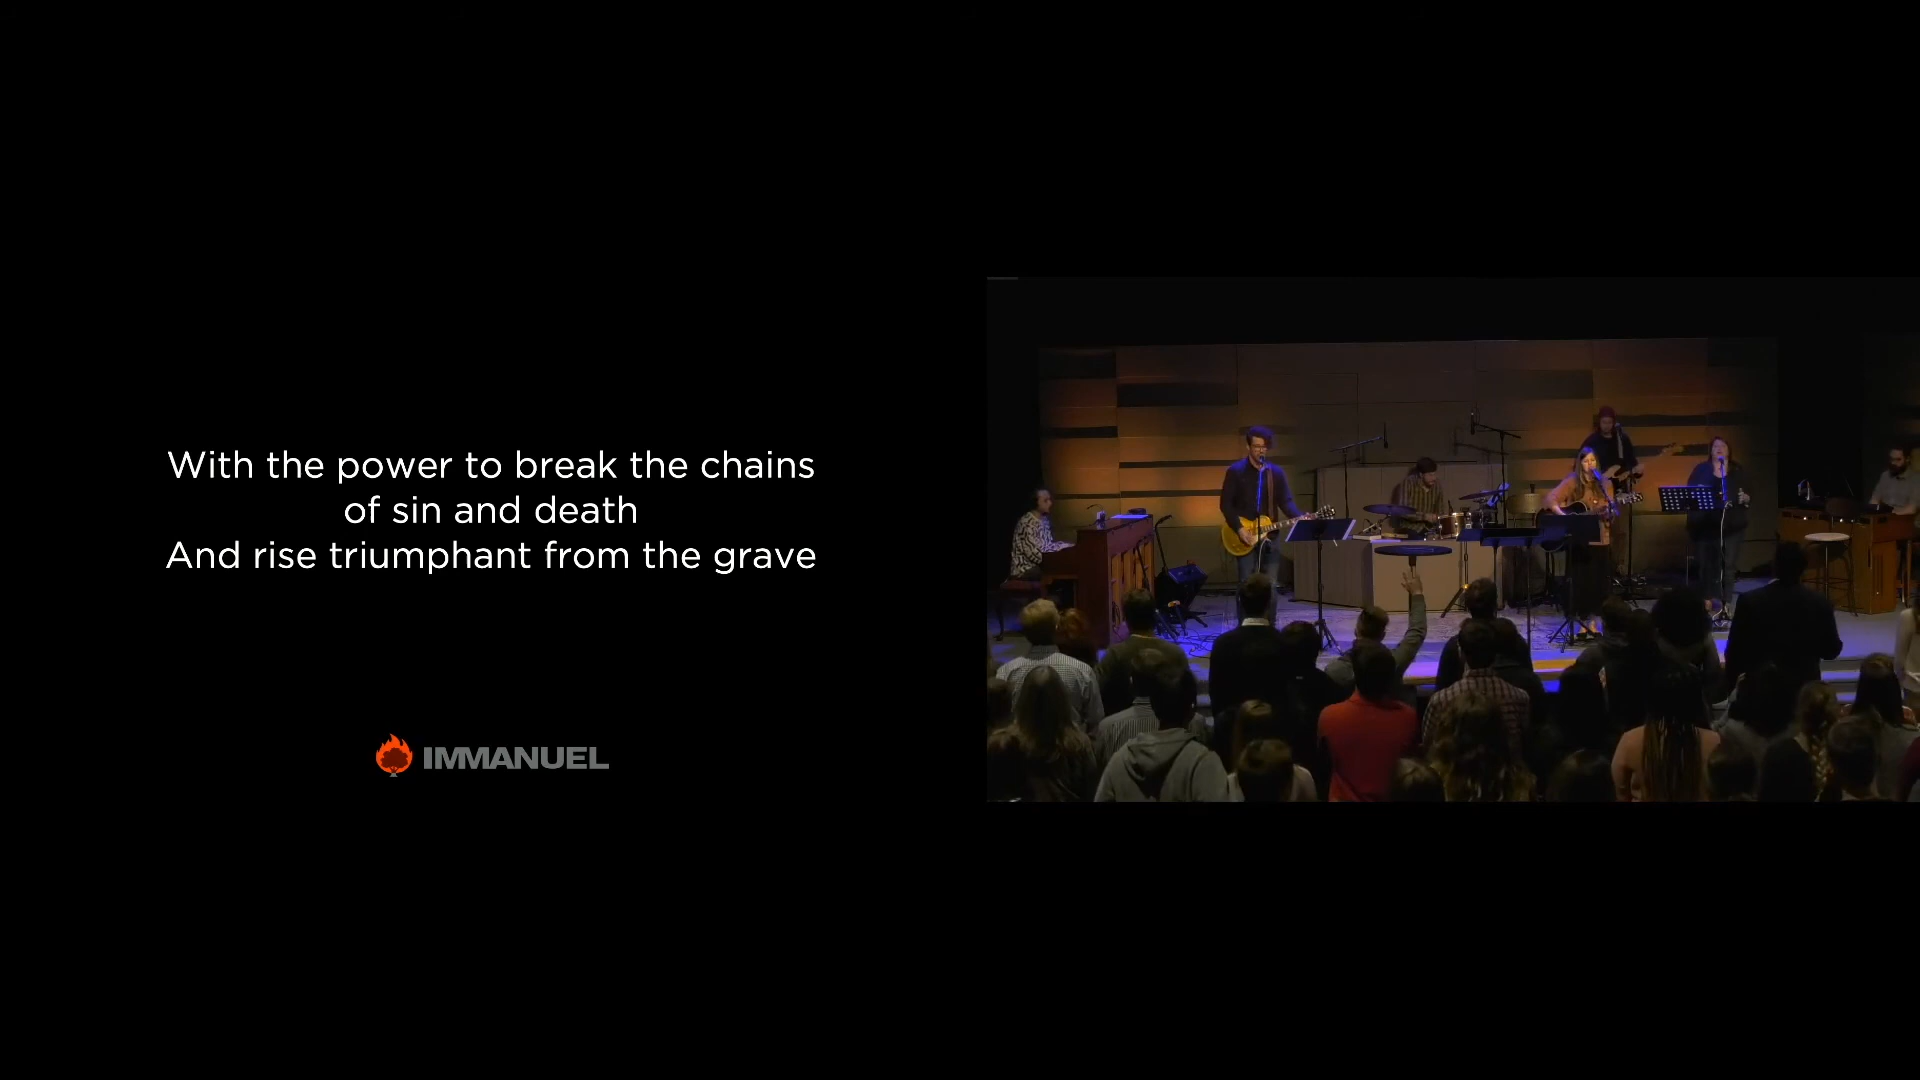 With the power to break the chains
of sin and death
And rise triumphant from the grave
IMMANUEL